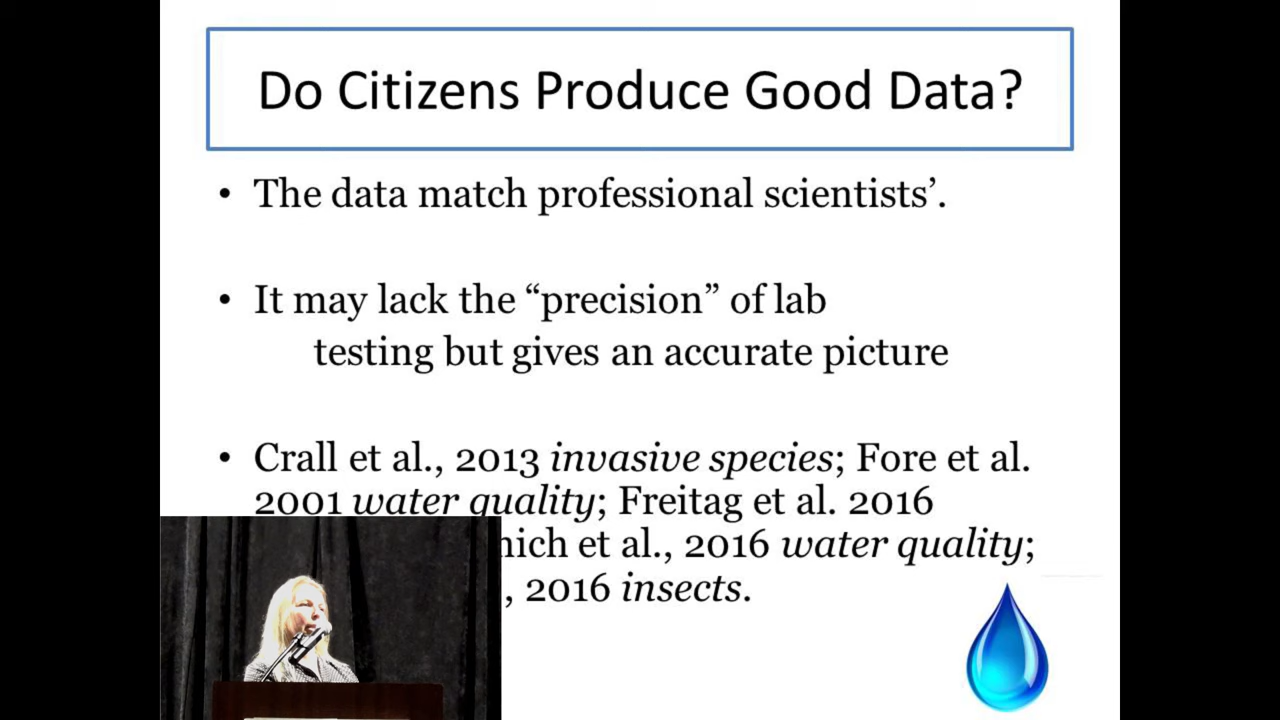 Do Citizens Produce Good Data?
• The data match professional scientists’.
• It may lack the “precision” of lab
testing but gives an accurate picture
• Crall et al., 2013 invasive species; Fore et al.
2001 water quality; Freitag et al. 2016
et al., 2016 water quality;
, 2016 insects.